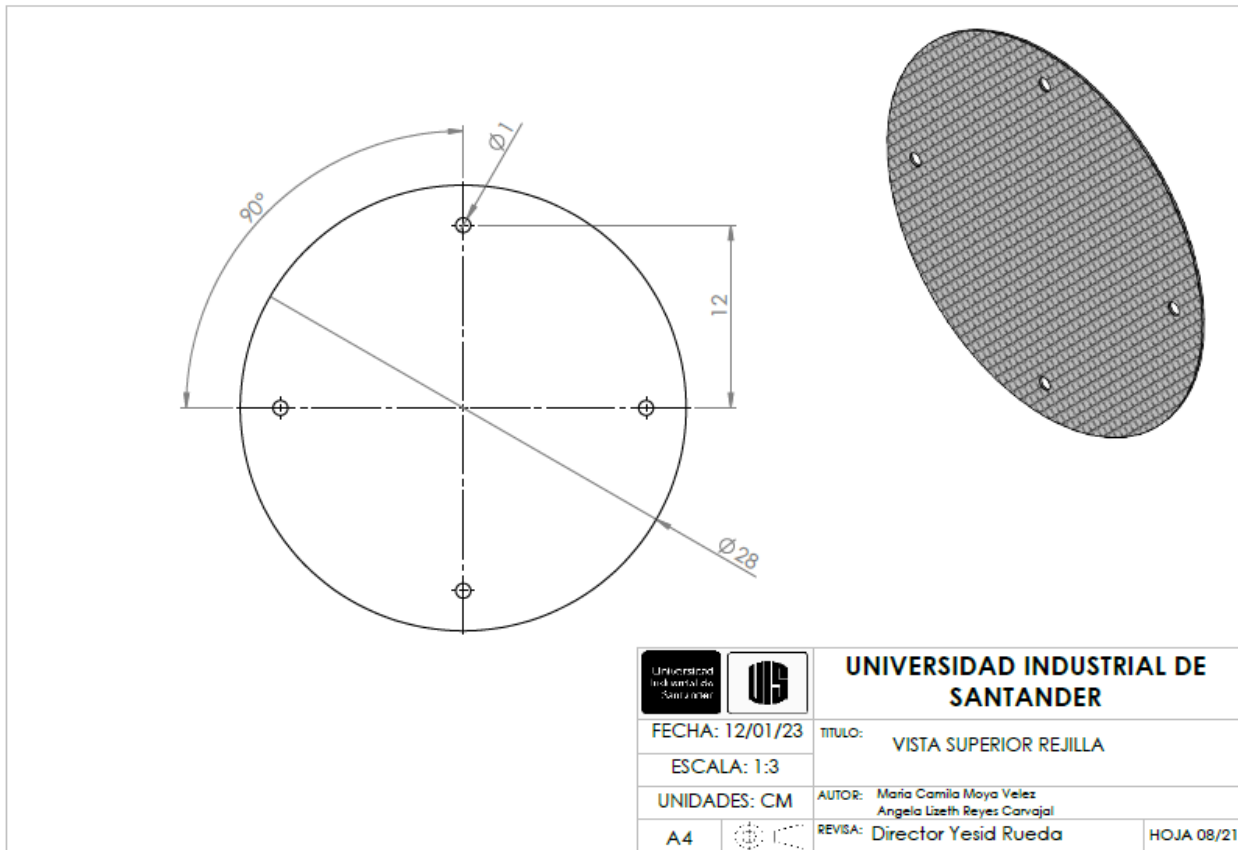 90°
Ø1
12
Ø28
Universidad
Industrial de
Santander
UIS
UNIVERSIDAD INDUSTRIAL DE
SANTANDER
FECHA: 12/01/23
TITULO:
VISTA SUPERIOR REJILLA
ESCALA: 1:3
UNIDADES: CM
AUTOR: Maria Camila Moya Velez
Angela Lizeth Reyes Carvajal
A4
REVISA: Director Yesid Rueda
HOJA 08/21